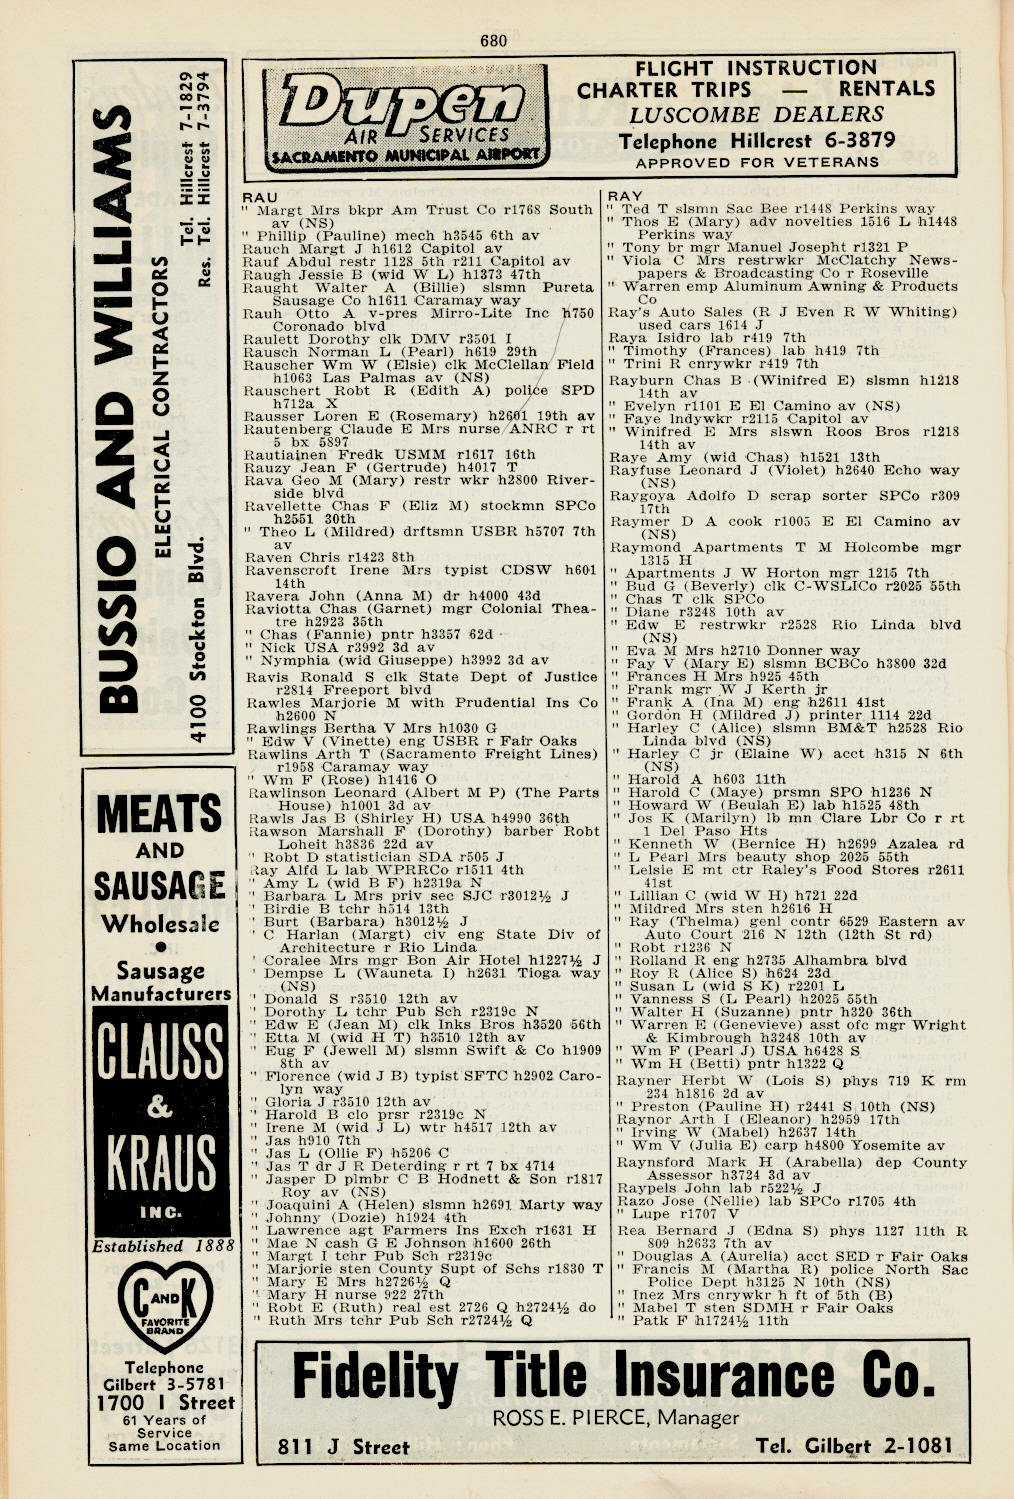 680
BUSSIO AND WILLIAMS
ELECTRICAL CONTRACTORS
4100 Stockton Blvd.
Tel. Hillcrest 7-1829
Res. Tel. Hillcrest 7-3794
Dupen
AIR SERVICES
SACRAMENTO MUNICIPAL AIRPORT
FLIGHT INSTRUCTION
CHARTER TRIPS — RENTALS
LUSCOMBE DEALERS
Telephone Hillcrest 6-3879
APPROVED FOR VETERANS
MEATS
AND
SAUSAGE
Wholesale
•
Sausage
Manufacturers
CLAUSS
&
KRAUS
INC.
Established 1888
C AND K
FAVORITE
BRAND
Telephone
Gilbert 3-5781
1700 I Street
61 Years of
Service
Same Location
RAU
" Margt Mrs bkpr Am Trust Co r1768 South
av (NS)
" Phillip (Pauline) mech h3545 6th av
Rauch Margt J h1612 Capitol av
Rauf Abdul restr 1128 5th r211 Capitol av
Raugh Jessie B (wid W L) h1373 47th
Raught Walter A (Billie) slsmn Pureta
Sausage Co h1611 Caramay way
Rauh Otto A v-pres Mirro-Lite Inc h750
Coronado blvd
Raulett Dorothy clk DMV r3501 I
Rausch Norman L (Pearl) h619 29th
Rauscher Wm W (Elsie) clk McClellan Field
h1063 Las Palmas av (NS)
Rauschert Robt R (Edith A) police SPD
h712a X
Rausser Loren E (Rosemary) h2601 19th av
Rautenberg Claude E Mrs nurse ANRC r rt
5 bx 5897
Rautiainen Fredk USMM r1617 16th
Rauzy Jean F (Gertrude) h4017 T
Rava Geo M (Mary) restr wkr h2800 River-
side blvd
Ravellette Chas F (Eliz M) stockmn SPCo
h2551 30th
" Theo L (Mildred) drftsmn USBR h5707 7th
av
Raven Chris r1423 8th
Ravenscroft Irene Mrs typist CDSW h601
14th
Ravera John (Anna M) dr h4000 43d
Raviotta Chas (Garnet) mgr Colonial Thea-
tre h2923 35th
" Chas (Fannie) pntr h3357 62d
" Nick USA r3992 3d av
" Nymphia (wid Giuseppe) h3992 3d av
Ravis Ronald S clk State Dept of Justice
r2814 Freeport blvd
Rawles Marjorie M with Prudential Ins Co
h2600 N
Rawlings Bertha V Mrs h1030 G
" Edw V (Vinette) eng USBR r Fair Oaks
Rawlins Arth T (Sacramento Freight Lines)
r1958 Caramay way
" Wm F (Rose) h1416 O
Rawlinson Leonard (Albert M P) (The Parts
House) h1001 3d av
Rawls Jas B (Shirley H) USA h4990 36th
Rawson Marshall F (Dorothy) barber Robt
Loheit h3836 22d av
" Robt D statistician SDA r505 J
Ray Alfd L lab WPRRCo r1511 4th
" Amy L (wid B F) h2319a N
" Barbara L Mrs priv sec SJC r3012½ J
" Birdie B tchr h514 13th
" Burt (Barbara) h3012½ J
" C Harlan (Margt) civ eng State Div of
Architecture r Rio Linda
" Coralee Mrs mgr Bon Air Hotel h1227½ J
" Dempse L (Wauneta I) h2631 Tioga way
(NS)
" Donald S r3510 12th av
" Dorothy L tchr Pub Sch r2319c N
" Edw E (Jean M) clk Inks Bros h3520 56th
" Etta M (wid H T) h3510 12th av
" Eug F (Jewell M) slsmn Swift & Co h1909
8th av
" Florence (wid J B) typist SFTC h2902 Caro-
lyn way
" Gloria J r3510 12th av
" Harold B clo prsr r2319c N
" Irene M (wid J L) wtr h4517 12th av
" Jas h910 7th
" Jas L (Ollie F) h5206 C
" Jas T dr J R Deterding r rt 7 bx 4714
" Jasper D plmbr C B Hodnett & Son r1817
Roy av (NS)
" Joaquini A (Helen) slsmn h2691 Marty way
" Johnny (Dozie) h1924 4th
" Lawrence agt Farmers Ins Exch r1631 H
" Mae N cash G E Johnson h1600 26th
" Margt I tchr Pub Sch r2319c
" Marjorie sten County Supt of Schs r1830 T
" Mary E Mrs h2726½ Q
" Mary H nurse 922 27th
" Robt E (Ruth) real est 2726 Q h2724½ do
" Ruth Mrs tchr Pub Sch r2724½ Q
RAY
" Ted T slsmn Sac Bee r1448 Perkins way
" Thos E (Mary) adv novelties 1516 L h1448
Perkins way
" Tony br mgr Manuel Josepht r1321 P
" Viola C Mrs restrwkr McClatchy News-
papers & Broadcasting Co r Roseville
" Warren emp Aluminum Awning & Products
Co
Ray's Auto Sales (R J Even R W Whiting)
used cars 1614 J
Raya Isidro lab r419 7th
" Timothy (Frances) lab h419 7th
" Trini R cnrywkr r419 7th
Rayburn Chas B (Winifred E) slsmn h1218
14th av
" Evelyn r1101 E El Camino av (NS)
" Faye lndywkr r2115 Capitol av
" Winifred E Mrs slswn Roos Bros r1218
14th av
Raye Amy (wid Chas) h1521 13th
Rayfuse Leonard J (Violet) h2640 Echo way
(NS)
Raygoya Adolfo D scrap sorter SPCo r309
17th
Raymer D A cook r1005 E El Camino av
(NS)
Raymond Apartments T M Holcombe mgr
1315 H
" Apartments J W Horton mgr 1215 7th
" Bud G (Beverly) clk C-WSLICo r2025 55th
" Chas T clk SPCo
" Diane r3248 10th av
" Edw E restrwkr r2528 Rio Linda blvd
(NS)
" Eva M Mrs h2710 Donner way
" Fay V (Mary E) slsmn BCBCo h3800 32d
" Frances H Mrs h925 45th
" Frank mgr W J Kerth jr
" Frank A (Ina M) eng h2611 41st
" Gordon H (Mildred J) printer 1114 22d
" Harley C (Alice) slsmn BM&T h2528 Rio
Linda blvd (NS)
" Harley C jr (Elaine W) acct h315 N 6th
(NS)
" Harold A h603 11th
" Harold C (Maye) prsmn SPO h1236 N
" Howard W (Beulah E) lab h1525 48th
" Jos K (Marilyn) lb mn Clare Lbr Co r rt
1 Del Paso Hts
" Kenneth W (Bernice H) h2699 Azalea rd
" L Pearl Mrs beauty shop 2025 55th
" Lelsie E mt ctr Raley's Food Stores r2611
41st
" Lillian C (wid W H) h721 22d
" Mildred Mrs sten h2616 H
" Ray (Thelma) genl contr 6529 Eastern av
Auto Court 216 N 12th (12th St rd)
" Robt r1236 N
" Rolland R eng h2735 Alhambra blvd
" Roy R (Alice S) h624 23d
" Susan L (wid S K) r2201 L
" Vanness S (L Pearl) h2025 55th
" Walter H (Suzanne) pntr h320 36th
" Warren E (Genevieve) asst ofc mgr Wright
& Kimbrough h3248 10th av
" Wm F (Pearl J) USA h6428 S
" Wm H (Betti) pntr h1322 Q
Rayner Herbt W (Lois S) phys 719 K rm
234 h1816 2d av
" Preston (Pauline H) r2441 S 10th (NS)
Raynor Arth I (Eleanor) h2959 17th
" Irving W (Mabel) h2637 14th
" Wm V (Julia E) carp h4800 Yosemite av
Raynsford Mark H (Arabella) dep County
Assessor h3724 3d av
Raypels John lab r522½ J
Razo Jose (Nellie) lab SPCo r1705 4th
" Lupe r1707 V
Rea Bernard J (Edna S) phys 1127 11th R
809 h2633 7th av
" Douglas A (Aurelia) acct SED r Fair Oaks
" Francis M (Martha R) police North Sac
Police Dept h3125 N 10th (NS)
" Inez Mrs cnrywkr h ft of 5th (B)
" Mabel T sten SDMH r Fair Oaks
" Patk F h1724½ 11th
Fidelity Title Insurance Co.
ROSS E. PIERCE, Manager
811 J Street
Tel. Gilbert 2-1081